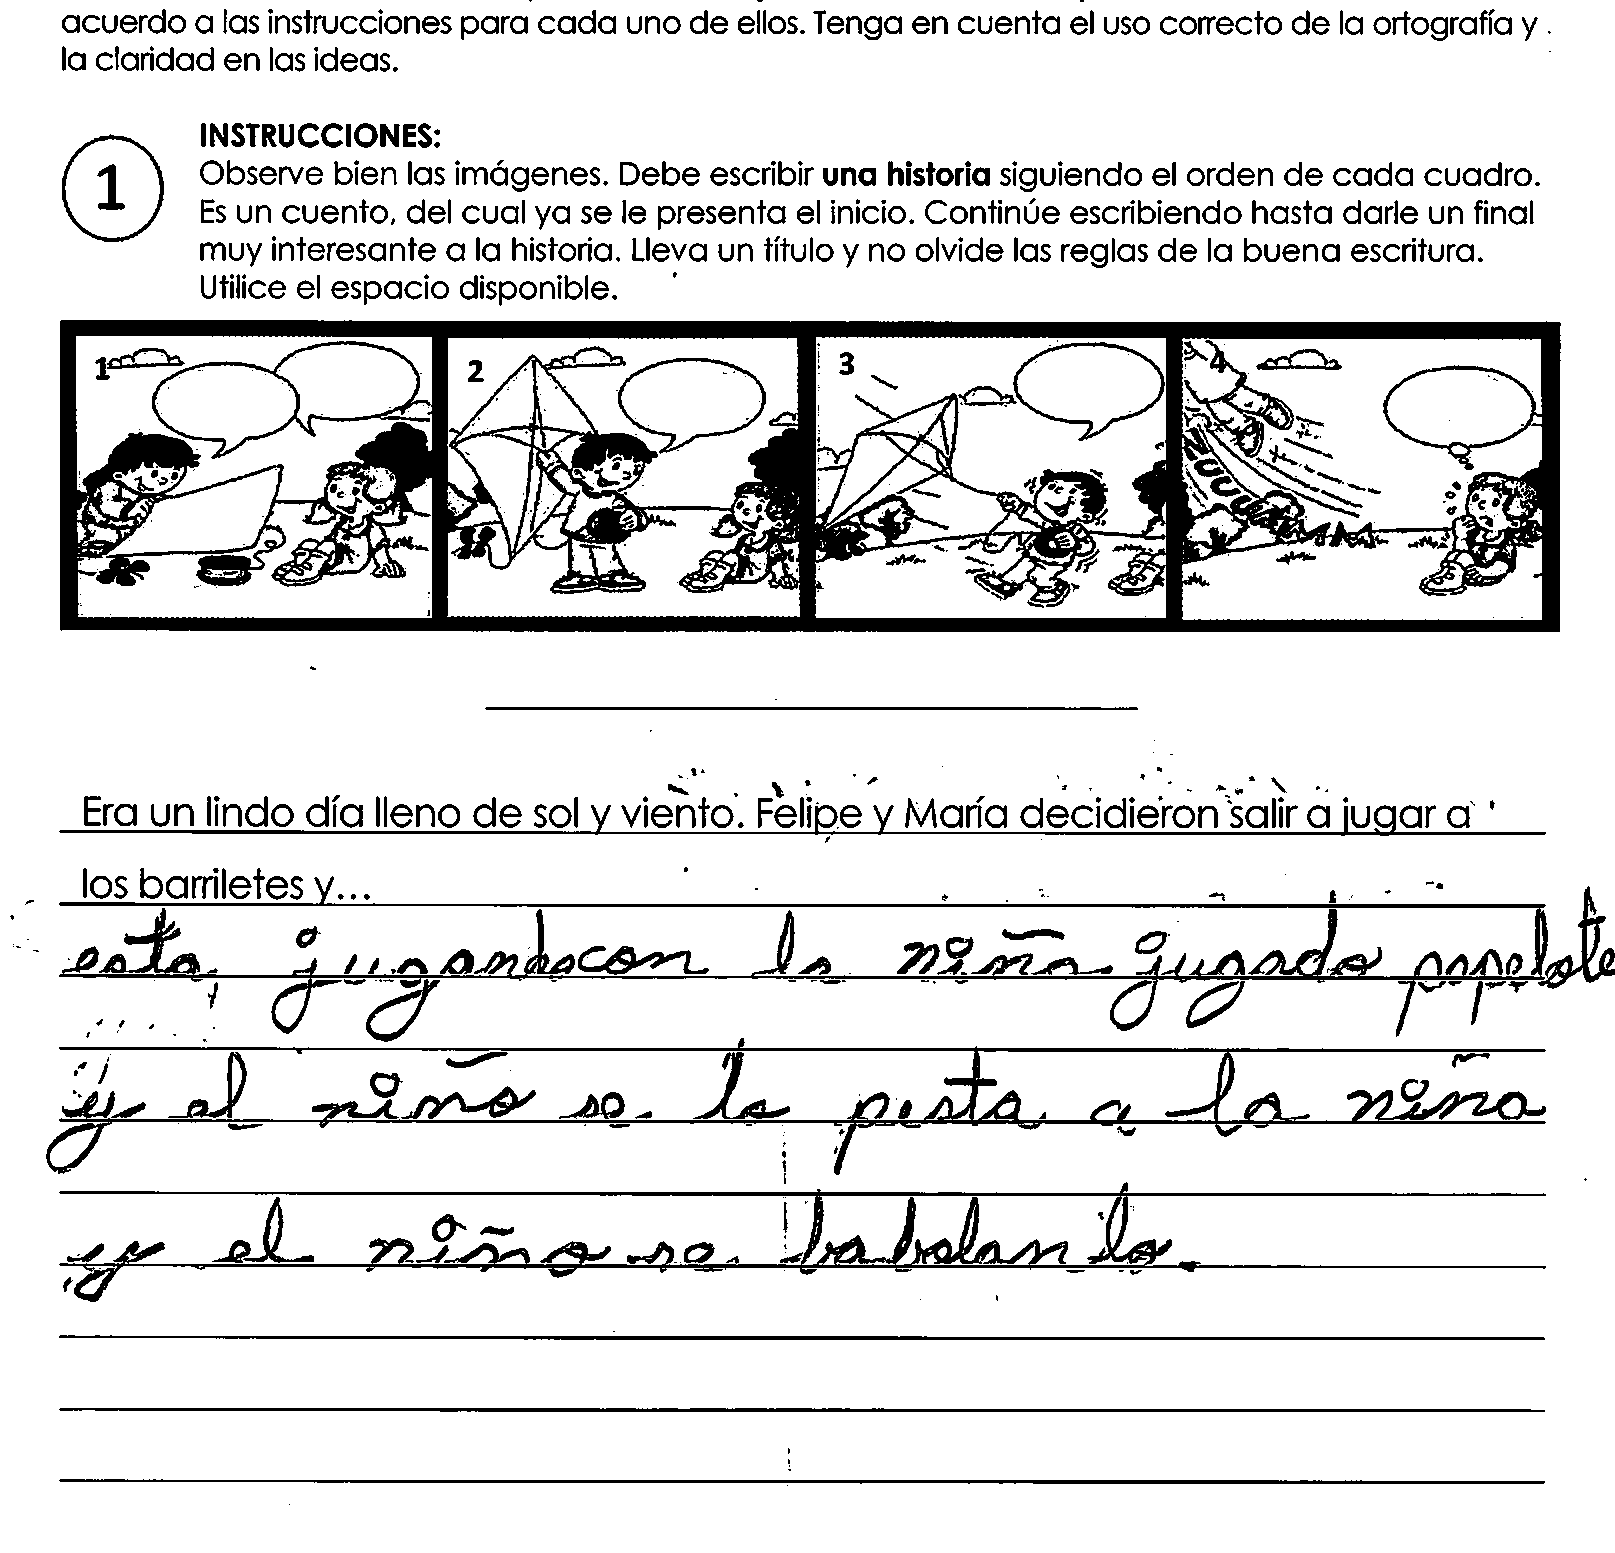 acuerdo a las instrucciones para cada uno de ellos. Tenga en cuenta el uso correcto de la ortografía y
la claridad en las ideas.
1
INSTRUCCIONES:
Observe bien las imágenes. Debe escribir una historia siguiendo el orden de cada cuadro.
Es un cuento, del cual ya se le presenta el inicio. Continúe escribiendo hasta darle un final
muy interesante a la historia. Lleva un título y no olvide las reglas de la buena escritura.
Utilice el espacio disponible.
1 2 3 4
Era un lindo día lleno de sol y viento. Felipe y María decidieron salir a jugar a
los barriletes y...
esta jugandocon la niña jugado papelote
y el niño se la pesta a la niña
y el niño se